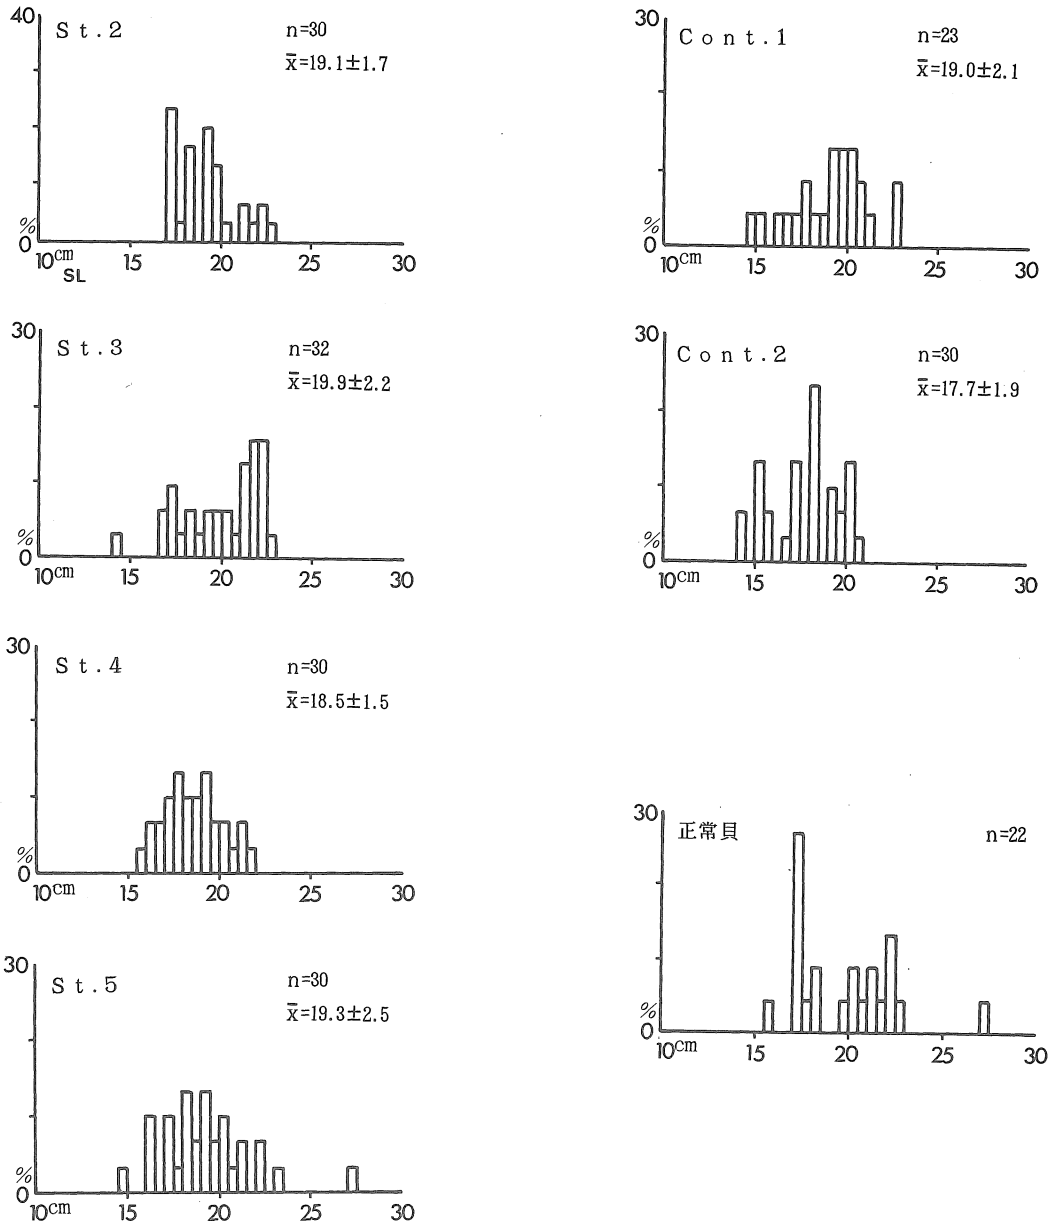 40
St.2
n=30
x̄=19.1±1.7
%
0
10cm 15 20 25 30
SL
30
Cont.1
n=23
x̄=19.0±2.1
%
0
10cm 15 20 25 30
30
St.3
n=32
x̄=19.9±2.2
%
0
10cm 15 20 25 30
30
Cont.2
n=30
x̄=17.7±1.9
%
0
10cm 15 20 25 30
30
St.4
n=30
x̄=18.5±1.5
%
0
10cm 15 20 25 30
30
正常貝
n=22
%
0
10cm 15 20 25 30
30
St.5
n=30
x̄=19.3±2.5
%
0
10cm 15 20 25 30